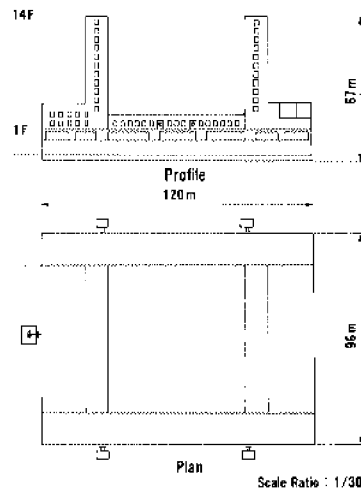 14F
1F
67m
Profile
120m
96m
Plan
Scale Ratio : 1/30